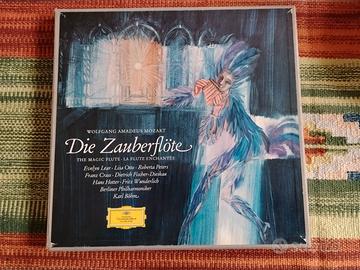 WOLFGANG AMADEUS MOZART
Die Zauberflöte
THE MAGIC FLUTE · LA FLUTE ENCHANTÉE
Evelyn Lear · Lisa Otto · Roberta Peters
Franz Crass · Dietrich Fischer-Dieskau
Hans Hotter · Fritz Wunderlich
Berliner Philharmoniker
Karl Böhm